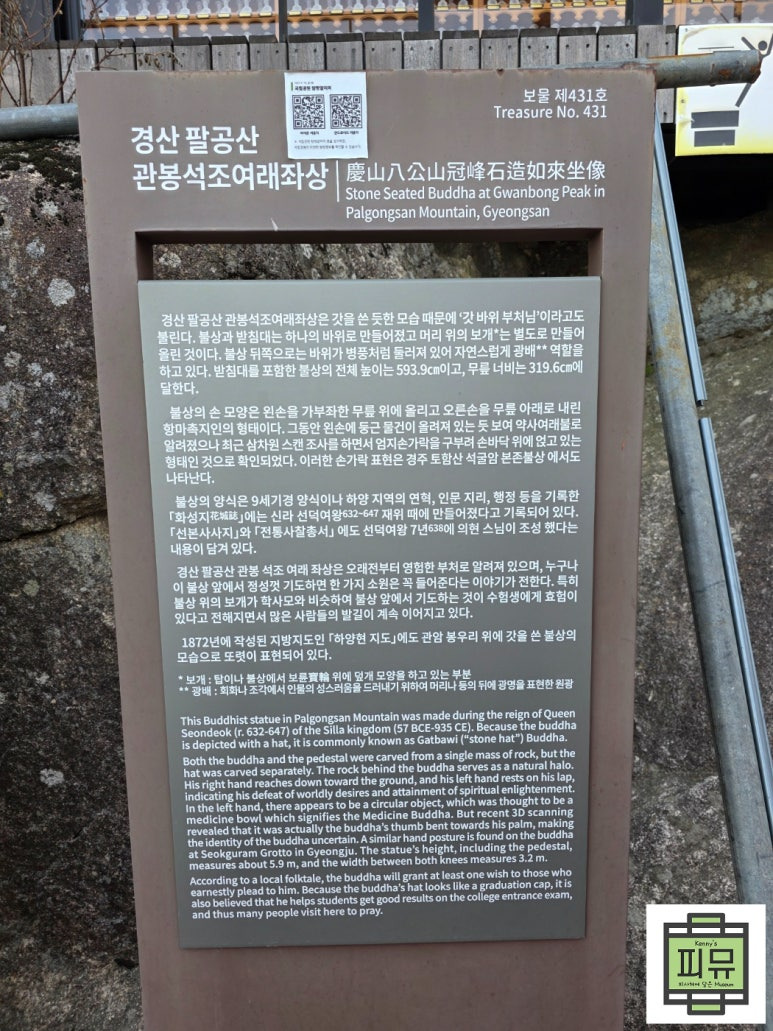 보물 제431호
Treasure No. 431
경산 팔공산
관봉석조여래좌상
慶山八公山冠峰石造如來坐像
Stone Seated Buddha at Gwanbong Peak in
Palgongsan Mountain, Gyeongsan
경산 팔공산 관봉석조여래좌상은 갓을 쓴 듯한 모습 때문에 ‘갓 바위 부처님’이라고도
불린다. 불상과 받침대는 하나의 바위로 만들어졌고 머리 위의 보개*는 별도로 만들어
올린 것이다. 불상 뒤쪽으로는 바위가 병풍처럼 둘러져 있어 자연스럽게 광배** 역할을
하고 있다. 받침대를 포함한 불상의 전체 높이는 593.9㎝이고, 무릎 너비는 319.6㎝에
달한다.
불상의 손 모양은 왼손을 가부좌한 무릎 위에 올리고 오른손을 무릎 아래로 내린
항마촉지인의 형태이다. 그동안 왼손에 둥근 물건이 올려져 있는 듯 보여 약사여래불로
알려졌으나 최근 삼차원 스캔 조사를 하면서 엄지손가락을 구부려 손바닥 위에 얹고 있는
형태인 것으로 확인되었다. 이러한 손가락 표현은 경주 토함산 석굴암 본존불상 에서도
나타난다.
불상의 양식은 9세기경 양식이나 하양 지역의 연혁, 인문 지리, 행정 등을 기록한
「화성지花城誌」에는 신라 선덕여왕632~647 재위 때에 만들어졌다고 기록되어 있다.
「선본사사지」와 「전통사찰총서」 에도 선덕여왕 7년638에 의현 스님이 조성 했다는
내용이 담겨 있다.
경산 팔공산 관봉 석조 여래 좌상은 오래전부터 영험한 부처로 알려져 있으며, 누구나
이 불상 앞에서 정성껏 기도하면 한 가지 소원은 꼭 들어준다는 이야기가 전한다. 특히
불상 위의 보개가 학사모와 비슷하여 불상 앞에서 기도하는 것이 수험생에게 효험이
있다고 전해지면서 많은 사람들의 발길이 계속 이어지고 있다.
1872년에 작성된 지방지도인 「하양현 지도」에도 관암 봉우리 위에 갓을 쓴 불상의
모습으로 또렷이 표현되어 있다.
* 보개 : 탑이나 불상에서 보륜寶輪 위에 덮개 모양을 하고 있는 부분
** 광배 : 회화나 조각에서 인물의 성스러움을 드러내기 위하여 머리나 등의 뒤에 광명을 표현한 원광
This Buddhist statue in Palgongsan Mountain was made during the reign of Queen
Seondeok (r. 632-647) of the Silla kingdom (57 BCE-935 CE). Because the buddha
is depicted with a hat, it is commonly known as Gatbawi (“stone hat”) Buddha.
Both the buddha and the pedestal were carved from a single mass of rock, but the
hat was carved separately. The rock behind the buddha serves as a natural halo.
His right hand reaches down toward the ground, and his left hand rests on his lap,
indicating his defeat of worldly desires and attainment of spiritual enlightenment.
In the left hand, there appears to be a circular object, which was thought to be a
medicine bowl which signifies the Medicine Buddha. But recent 3D scanning
revealed that it was actually the buddha’s thumb bent towards his palm, making
the identity of the buddha uncertain. A similar hand posture is found on the buddha
at Seokguram Grotto in Gyeongju. The statue’s height, including the pedestal,
measures about 5.9 m, and the width between both knees measures 3.2 m.
According to a local folktale, the buddha will grant at least one wish to those who
earnestly plead to him. Because the buddha’s hat looks like a graduation cap, it is
also believed that he helps students get good results on the college entrance exam,
and thus many people visit here to pray.
Kenny's
피뮤
Museum